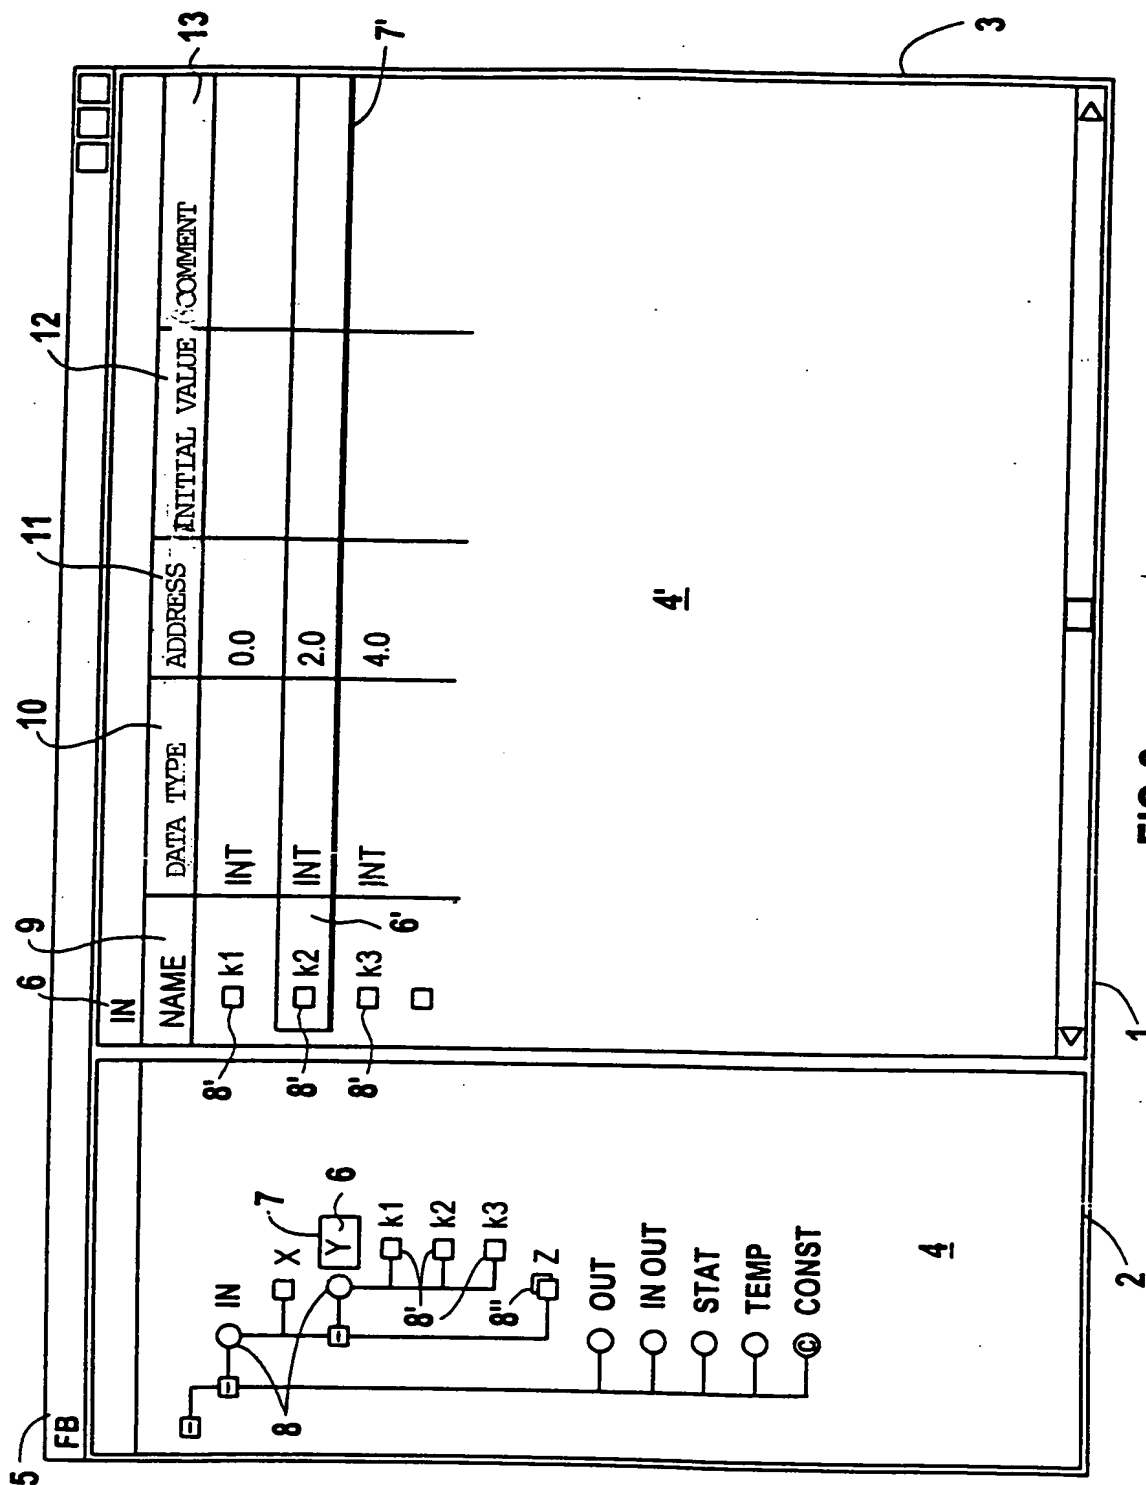 5
FB
6
IN
9
10
11
12
13
NAME
DATA TYPE
ADDRESS
INITIAL VALUE
COMMENT
8' k1 INT 0.0
8' k2 INT 2.0
8' k3 INT 4.0
6'
7'
4'
3
1
2
IN
X
7
Y
6
8
8'
k1
k2
k3
8"
Z
OUT
IN OUT
STAT
TEMP
C CONST
4